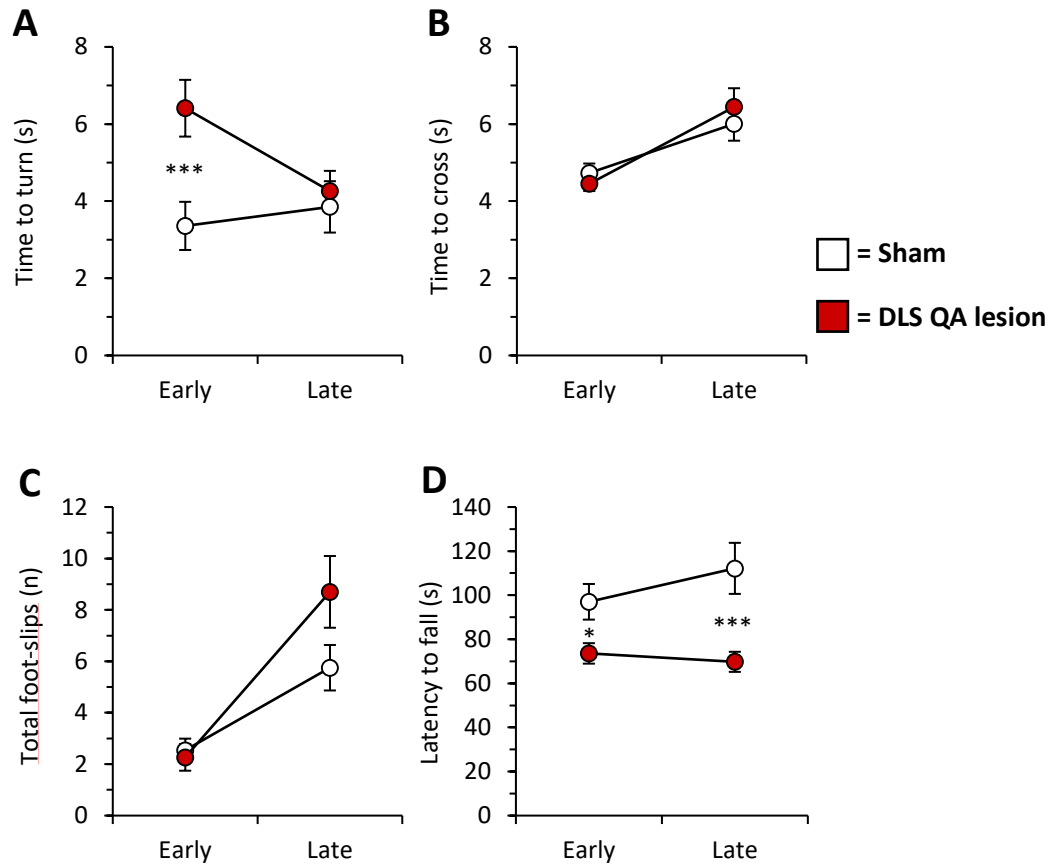 A
Time to turn (s)
8
6
4
2
0
***
Early Late
B
Time to cross (s)
8
6
4
2
0
Early Late
= Sham
= DLS QA lesion
C
Total foot-slips (n)
12
10
8
6
4
2
0
Early Late
D
Latency to fall (s)
140
120
100
80
60
40
20
0
*
***
Early Late